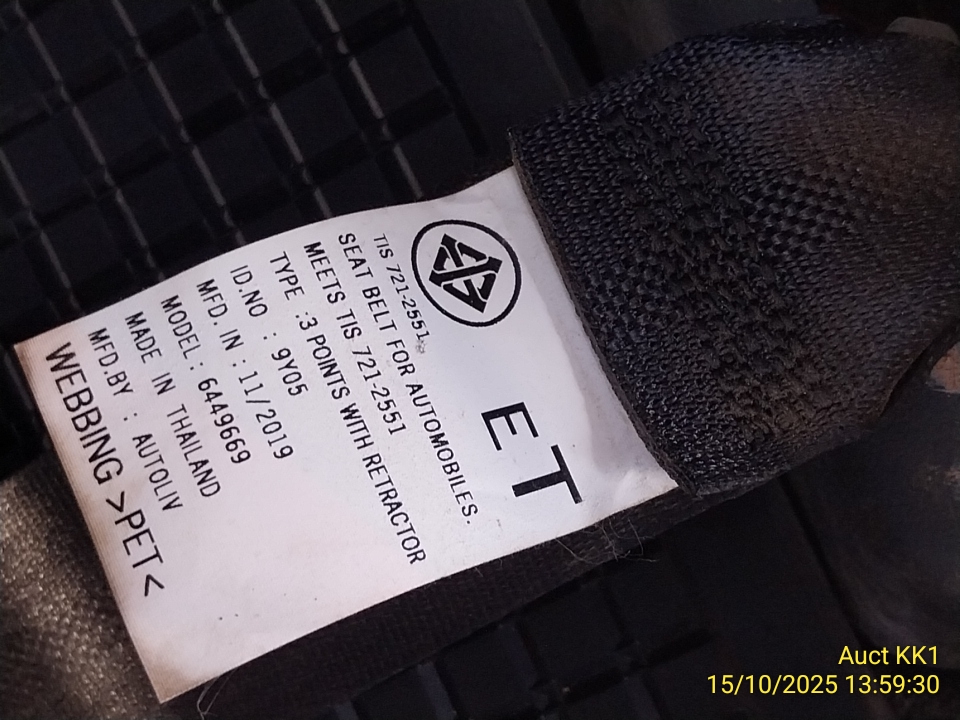 ET
TIS 721-2551
SEAT BELT FOR AUTOMOBILES.
MEETS TIS 721-2551
TYPE :3 POINTS WITH RETRACTOR
ID.NO : 9Y05
MFD. IN : 11/2019
MODEL : 6449669
MADE IN THAILAND
MFD.BY : AUTOLIV
WEBBING >PET<
Auct KK1
15/10/2025 13:59:30